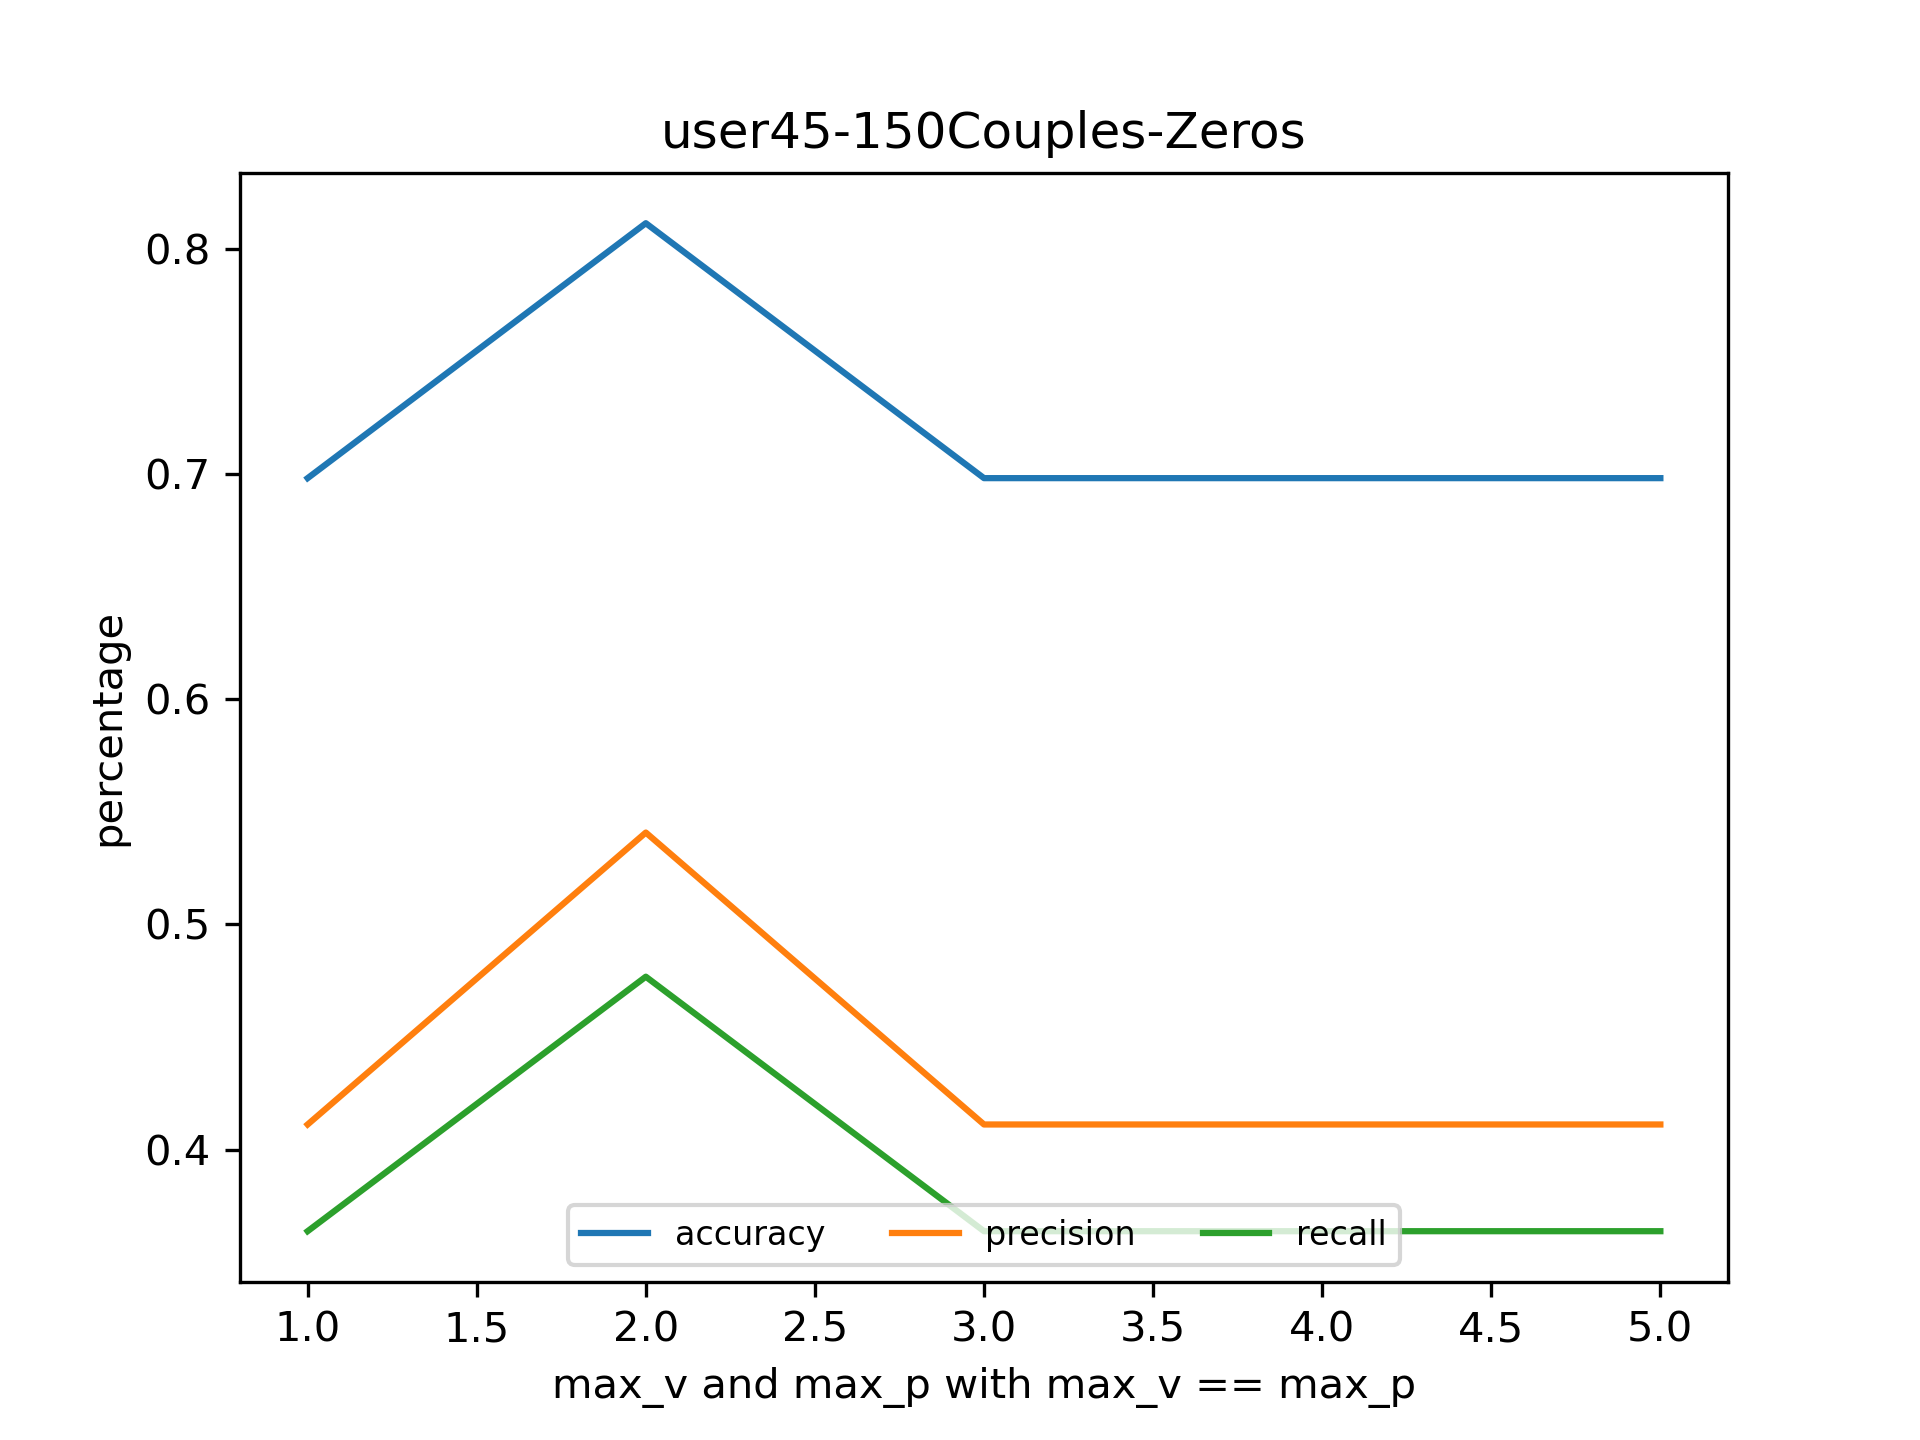 user45-150Couples-Zeros
0.8
0.7
0.6
0.5
0.4
percentage
accuracy precision recall
1.0 1.5 2.0 2.5 3.0 3.5 4.0 4.5 5.0
max_v and max_p with max_v == max_p